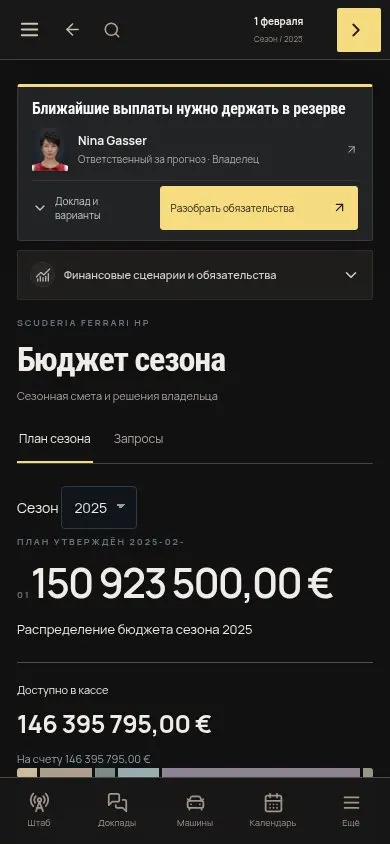 1 февраля
Сезон / 2025
Ближайшие выплаты нужно держать в резерве
Nina Gasser
Ответственный за прогноз · Владелец
Доклад и
варианты
Разобрать обязательства
Финансовые сценарии и обязательства
SCUDERIA FERRARI HP
Бюджет сезона
Сезонная смета и решения владельца
План сезона
Запросы
Сезон
2025
ПЛАН УТВЕРЖДЁН 2025-02-
01
150 923 500,00 €
Распределение бюджета сезона 2025
Доступно в кассе
146 395 795,00 €
На счету 146 395 795,00 €
Штаб
Доклады
Машины
Календарь
Ещё